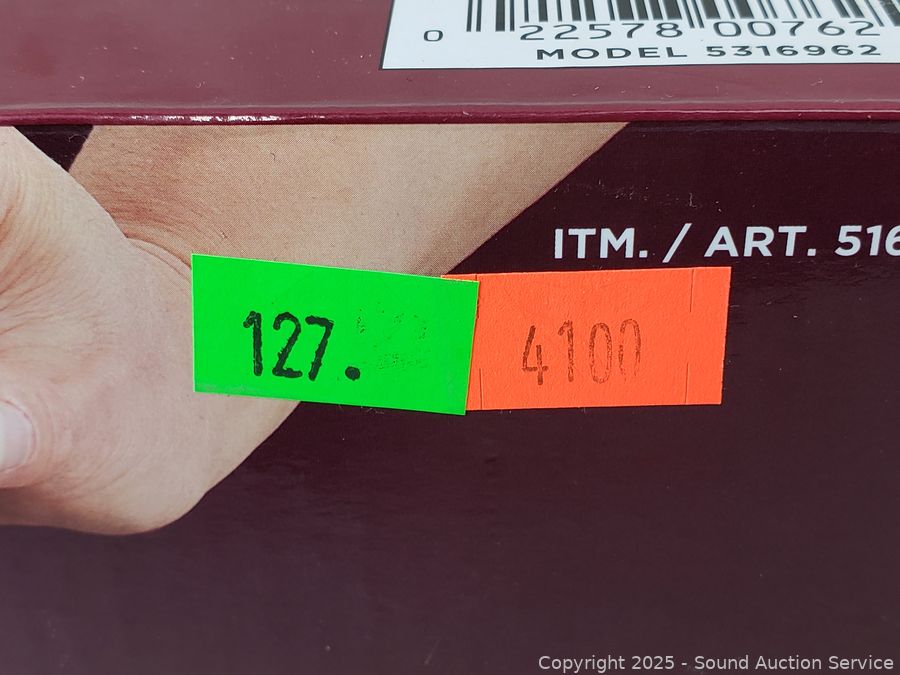 0 22578 00762
MODEL 5316962
ITM. / ART. 516
127.
4100
Copyright © 2025 - Sound Auction Service